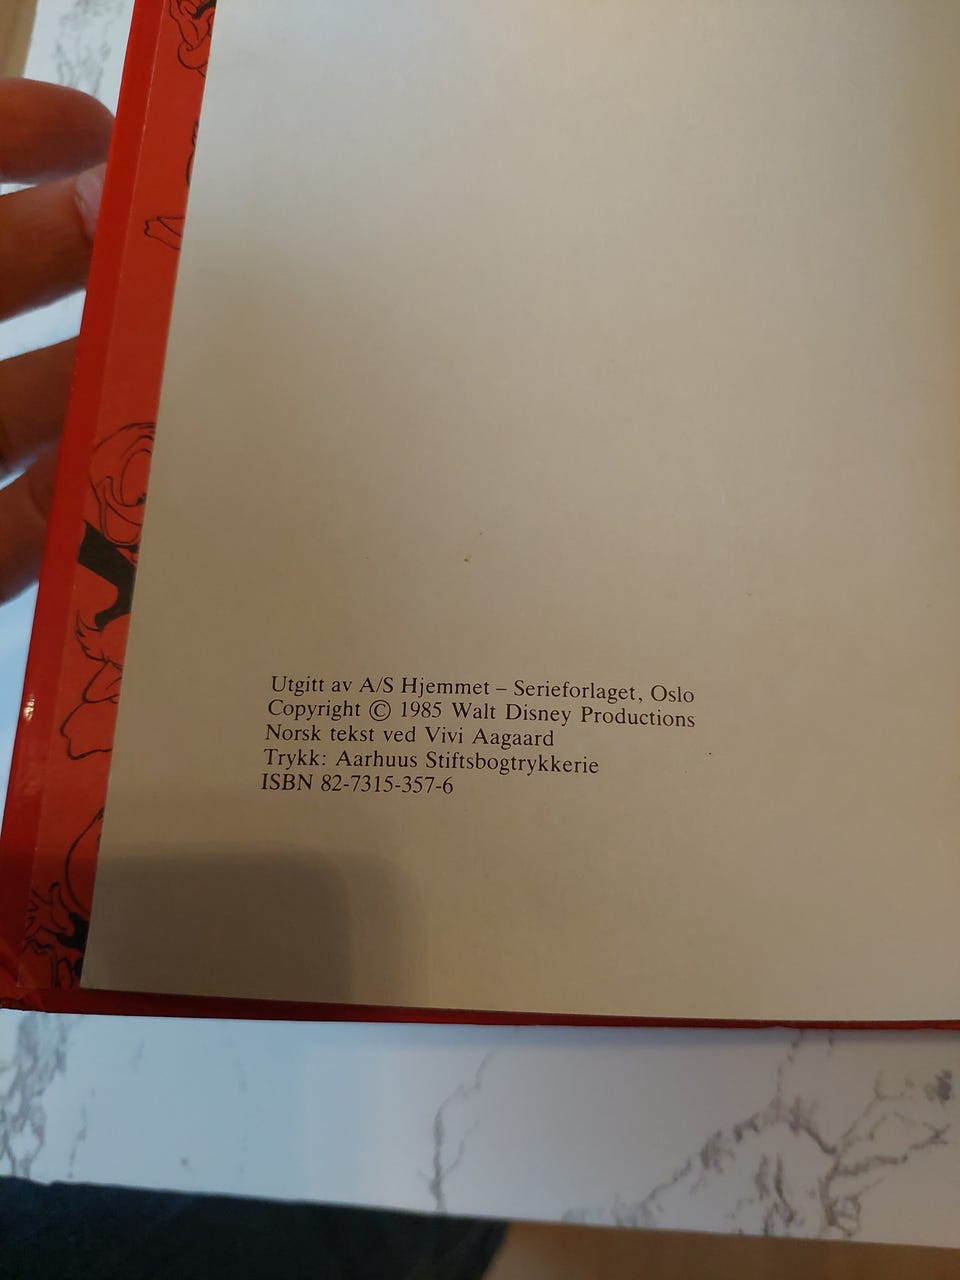 Utgitt av A/S Hjemmet – Serieforlaget, Oslo
Copyright © 1985 Walt Disney Productions
Norsk tekst ved Vivi Aagaard
Trykk: Aarhuus Stiftsbogtrykkerie
ISBN 82-7315-357-6